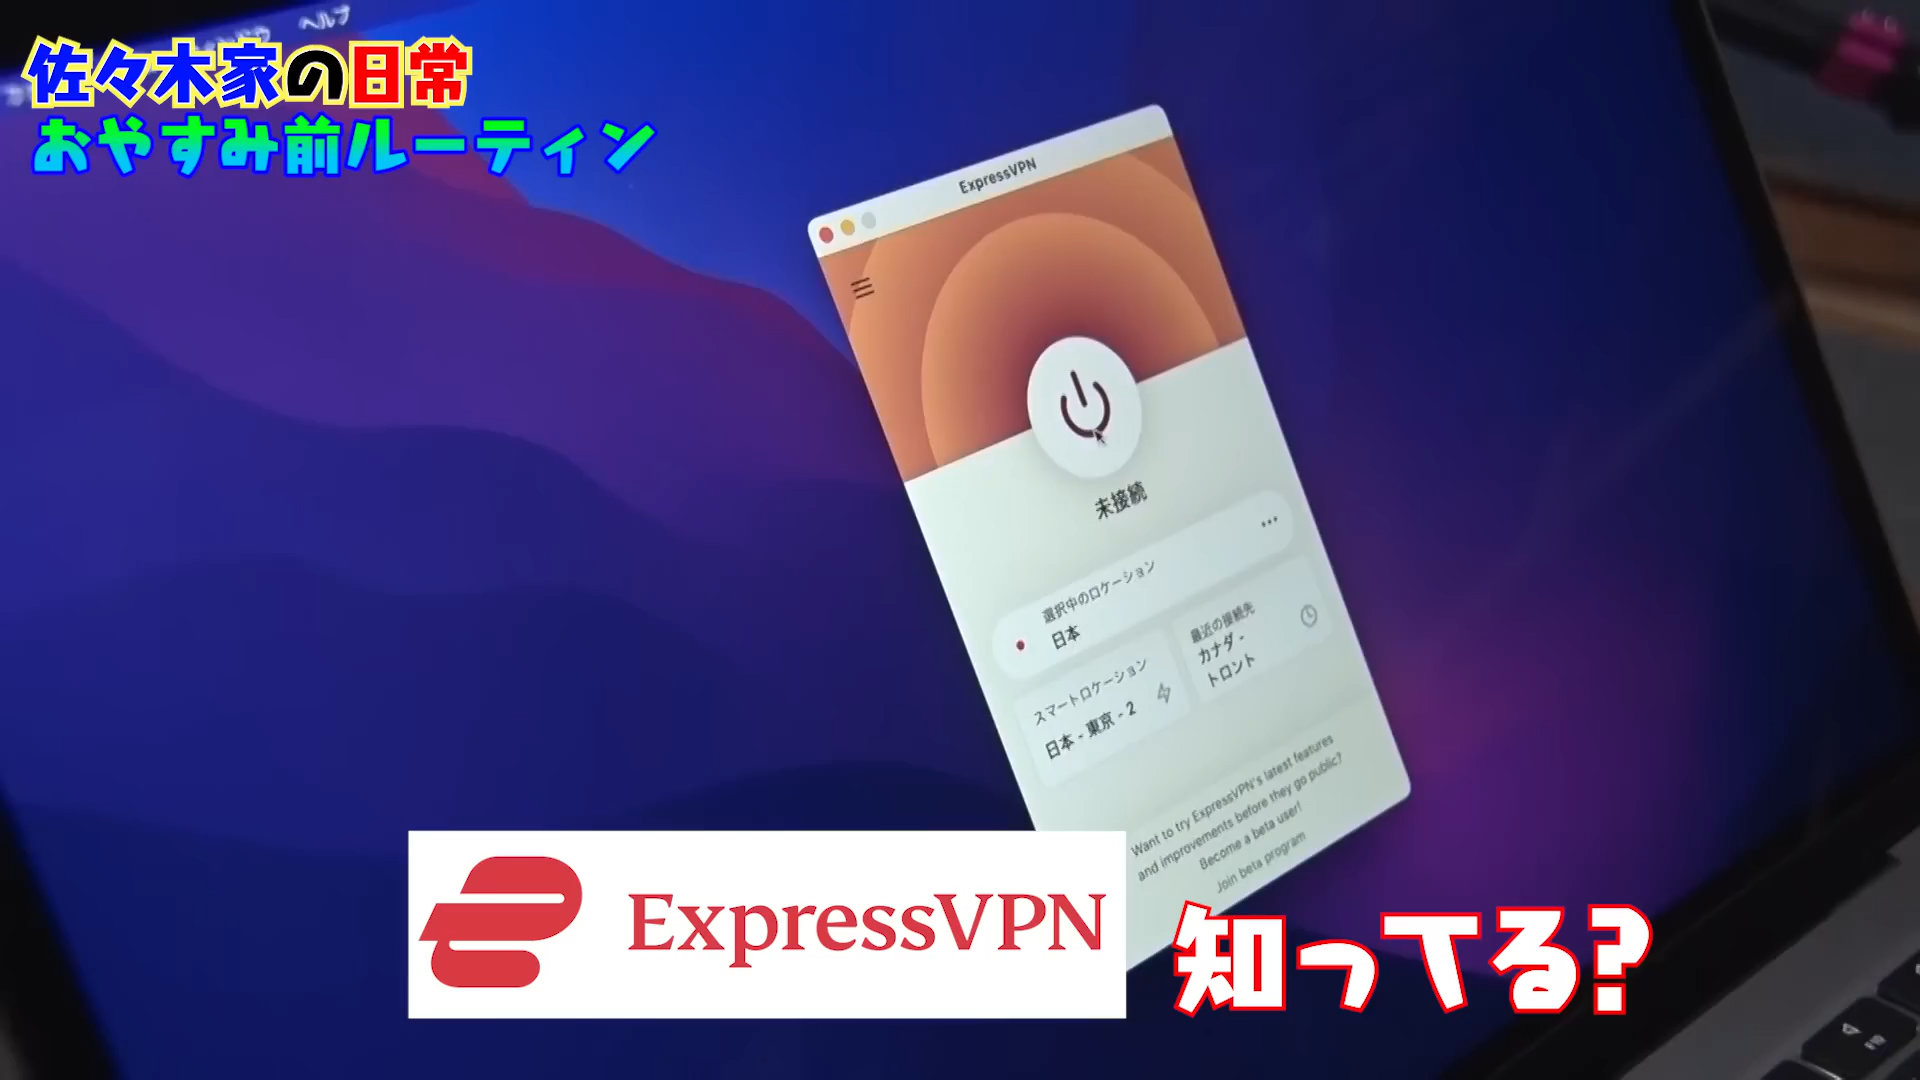 ヘルプ
佐々木家の日常
おやすみ前ルーティン
ExpressVPN
未接続
選択中のロケーション
日本
スマートロケーション
日本 - 東京 - 2
最近の接続先
カナダ -
トロント
Want to try ExpressVPN's latest features
and improvements before they go public?
Become a beta user!
Join beta program
ExpressVPN
知ってる?